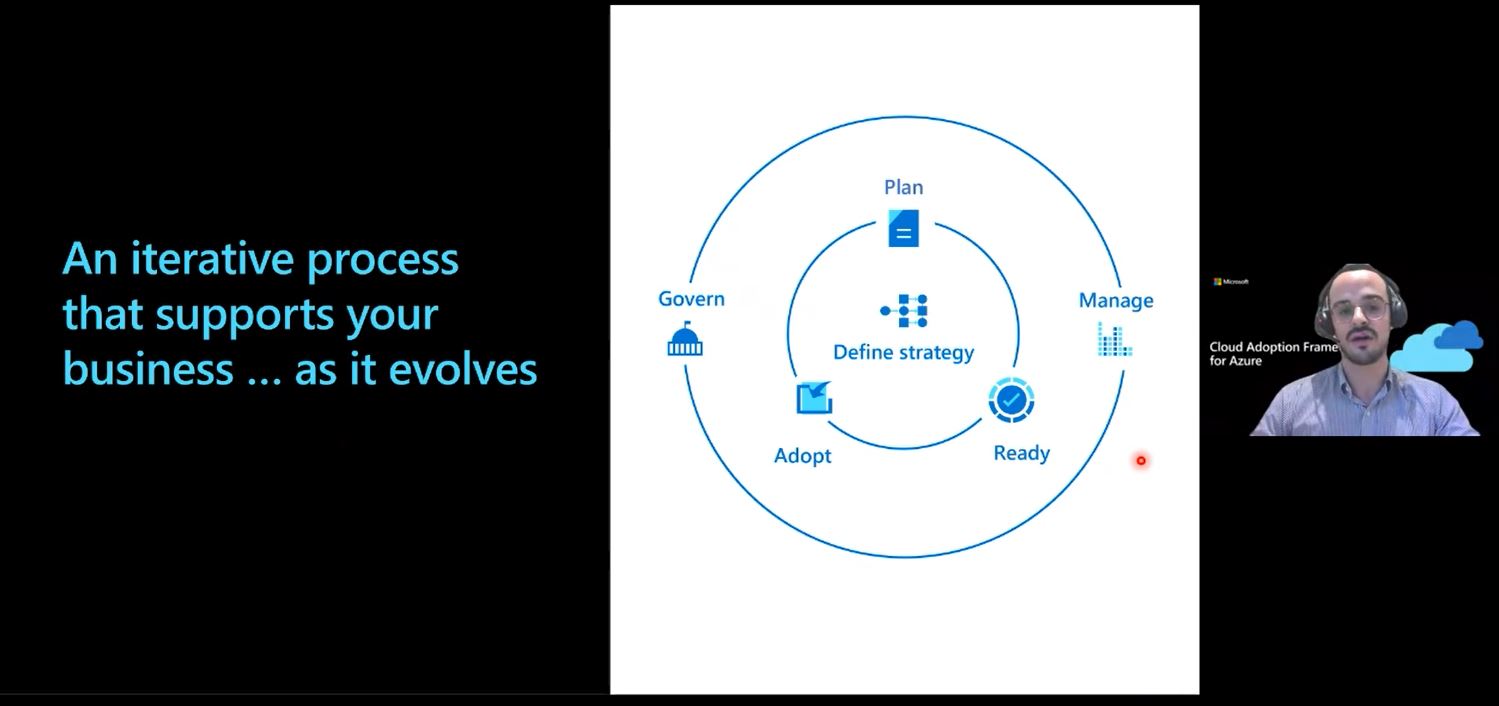 An iterative process
that supports your
business ... as it evolves
Plan
Govern
Manage
Define strategy
Adopt
Ready
Microsoft
Cloud Adoption Frame
for Azure